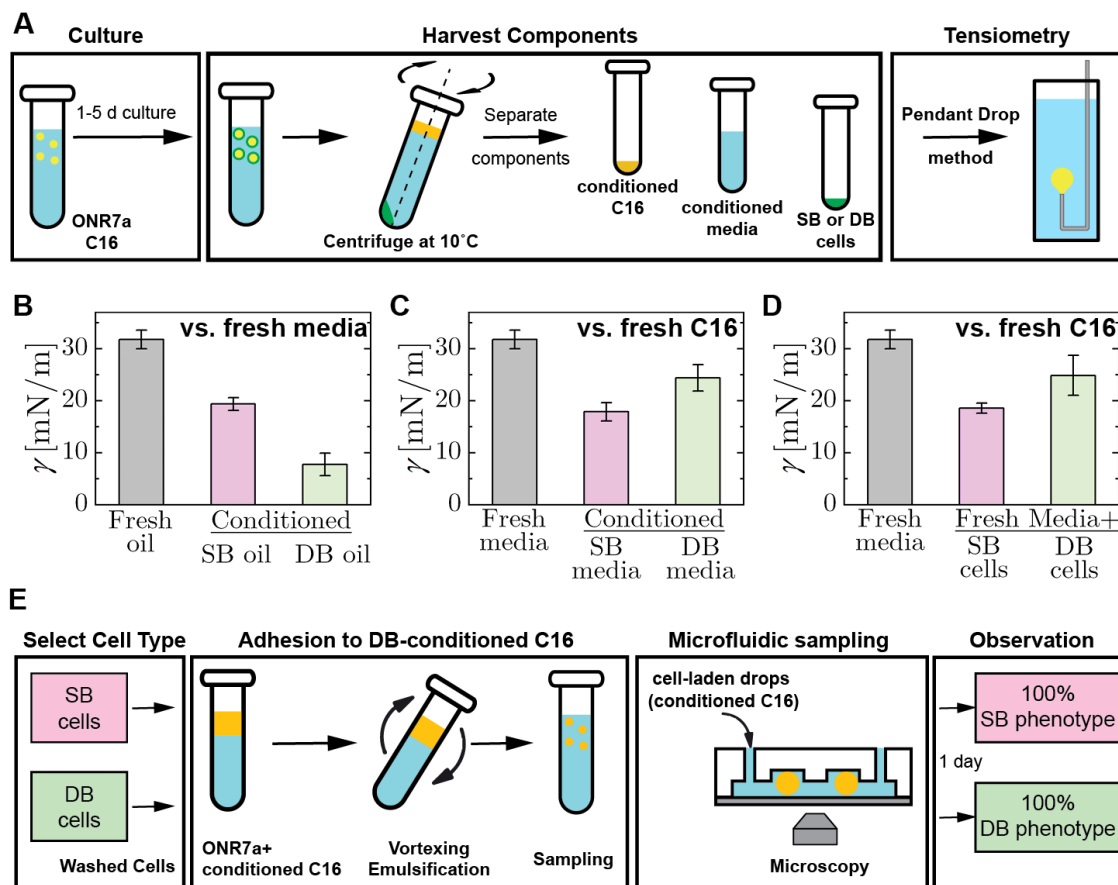 A
Culture
Harvest Components
Tensiometry
1-5 d culture
ONR7a
C16
Centrifuge at 10˚C
Separate
components
conditioned
C16
conditioned
media
SB or DB
cells
Pendant Drop
method
B
vs. fresh media
γ [mN/m]
30
20
10
0
Fresh
oil
Conditioned
SB oil
DB oil
C
vs. fresh C16
γ [mN/m]
30
20
10
0
Fresh
media
Conditioned
SB
media
DB
media
D
vs. fresh C16
γ [mN/m]
30
20
10
0
Fresh
media
Fresh Media+
SB
cells
DB
cells
E
Select Cell Type
Adhesion to DB-conditioned C16
Microfluidic sampling
Observation
SB
cells
DB
cells
Washed Cells
ONR7a+
conditioned C16
Vortexing
Emulsification
Sampling
cell-laden drops
(conditioned C16)
Microscopy
100%
SB phenotype
1 day
100%
DB phenotype